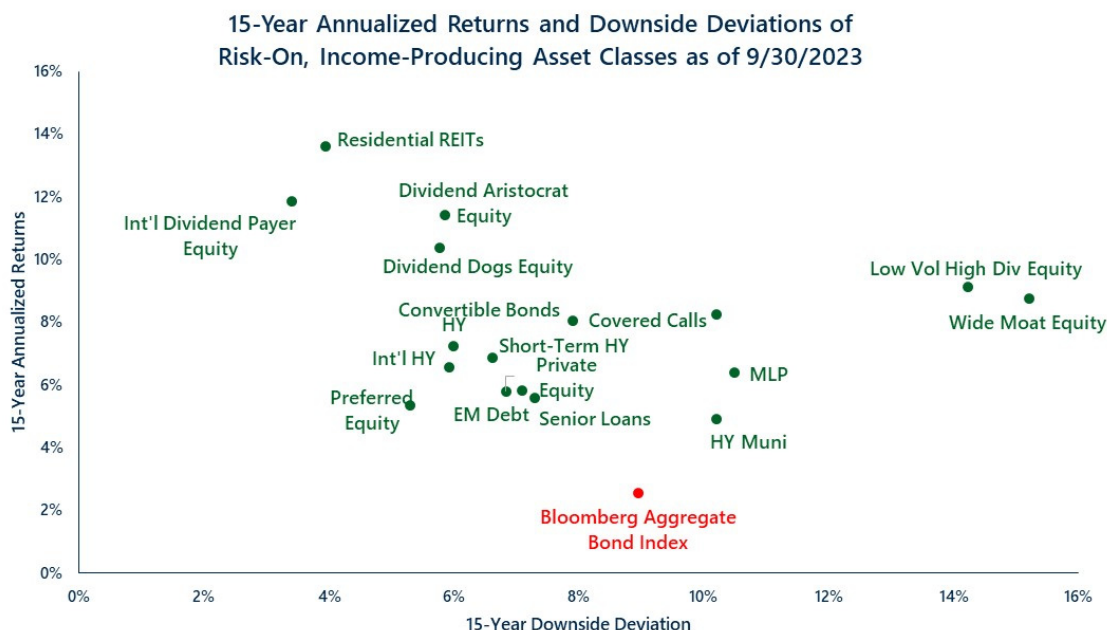 15-Year Annualized Returns and Downside Deviations of
Risk-On, Income-Producing Asset Classes as of 9/30/2023
16%
14%
12%
10%
8%
6%
4%
2%
0%
15-Year Annualized Returns
Residential REITs
Int'l Dividend Payer
Equity
Dividend Aristocrat
Equity
Dividend Dogs Equity
Low Vol High Div Equity
Wide Moat Equity
Convertible Bonds
Covered Calls
HY
Int'l HY
Short-Term HY
Private
Equity
MLP
Preferred
Equity
EM Debt
Senior Loans
HY Muni
Bloomberg Aggregate
Bond Index
0%
2%
4%
6%
8%
10%
12%
14%
16%
15-Year Downside Deviation